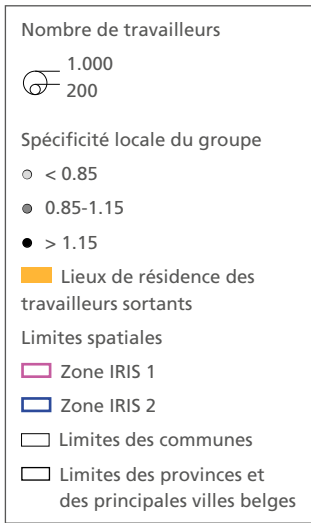 Nombre de travailleurs
1.000
200
Spécificité locale du groupe
< 0.85
0.85-1.15
> 1.15
Lieux de résidence des
travailleurs sortants
Limites spatiales
Zone IRIS 1
Zone IRIS 2
Limites des communes
Limites des provinces et
des principales villes belges